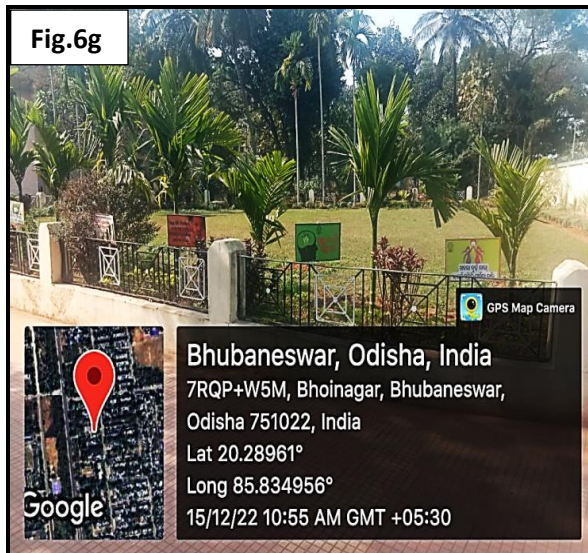 Fig.6g
GPS Map Camera
Bhubaneswar, Odisha, India
7RQP+W5M, Bhoinagar, Bhubaneswar,
Odisha 751022, India
Lat 20.28961°
Long 85.834956°
15/12/22 10:55 AM GMT +05:30
Google